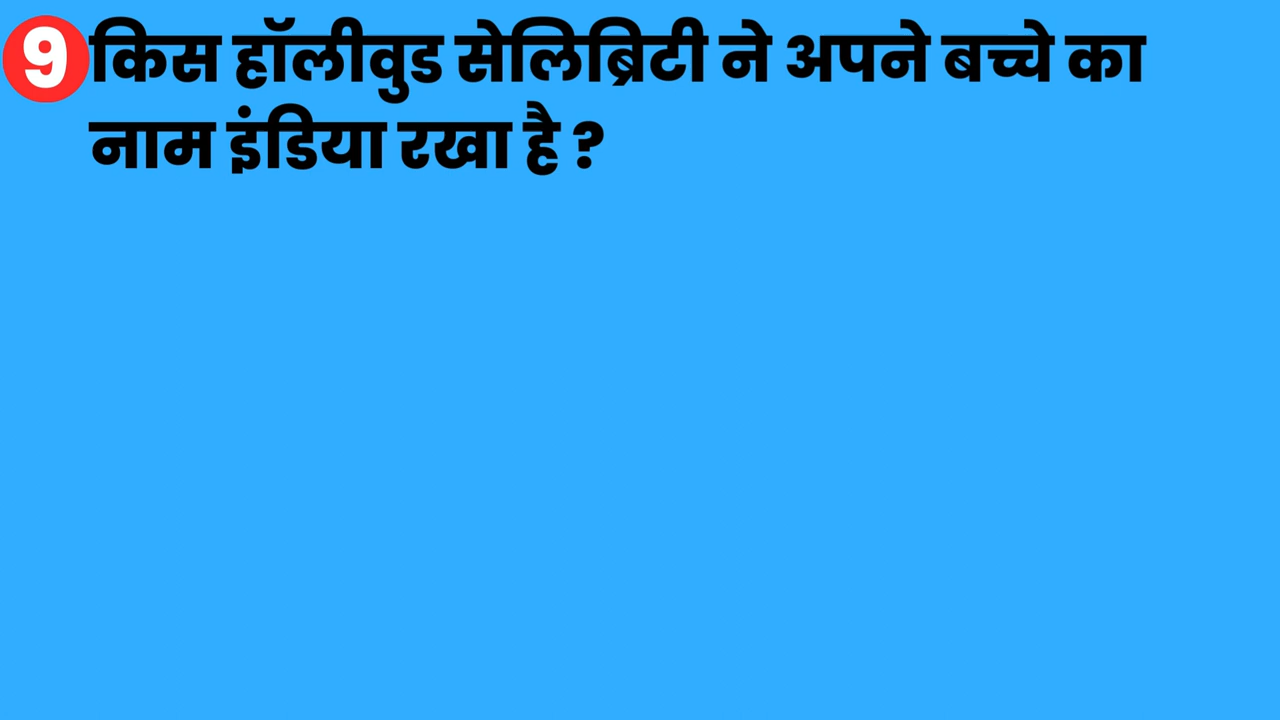 9 किस हॉलीवुड सेलिब्रिटी ने अपने बच्चे का
नाम इंडिया रखा है ?